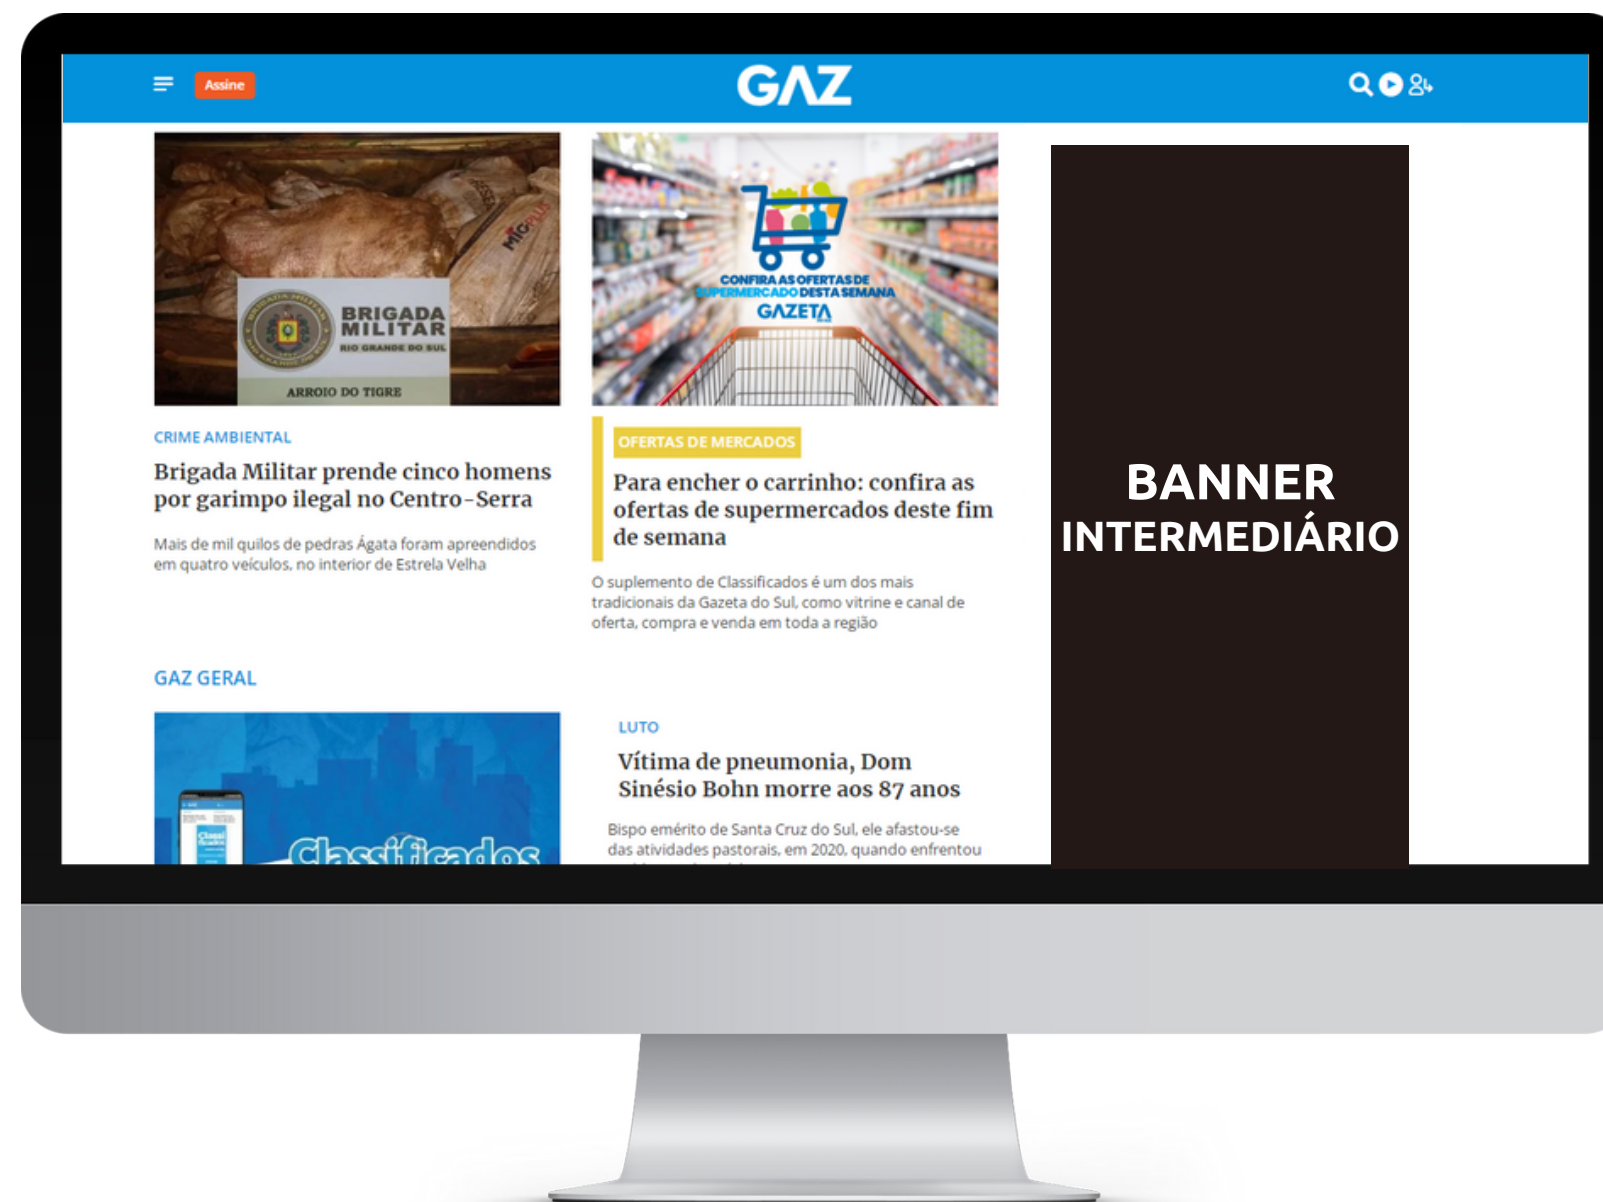 Assine
GAZ
MICPLUS
BRIGADA MILITAR
BRIGADA
MILITAR
RIO GRANDE DO SUL
ARROIO DO TIGRE
CONFIRA AS OFERTAS DE
SUPERMERCADO DESTA SEMANA
GAZETA
CRIME AMBIENTAL
Brigada Militar prende cinco homens
por garimpo ilegal no Centro-Serra
Mais de mil quilos de pedras Ágata foram apreendidos
em quatro veículos, no interior de Estrela Velha
OFERTAS DE MERCADOS
Para encher o carrinho: confira as
ofertas de supermercados deste fim
de semana
O suplemento de Classificados é um dos mais
tradicionais da Gazeta do Sul, como vitrine e canal de
oferta, compra e venda em toda a região
BANNER
INTERMEDIÁRIO
GAZ GERAL
Classi
ficados
Classificados
LUTO
Vítima de pneumonia, Dom
Sinésio Bohn morre aos 87 anos
Bispo emérito de Santa Cruz do Sul, ele afastou-se
das atividades pastorais, em 2020, quando enfrentou